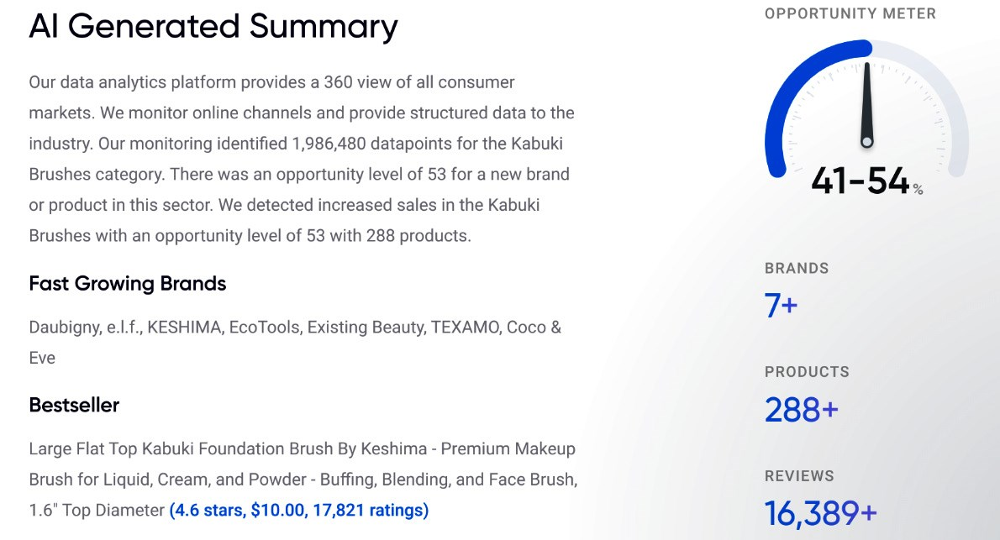 AI Generated Summary
Our data analytics platform provides a 360 view of all consumer
markets. We monitor online channels and provide structured data to the
industry. Our monitoring identified 1,986,480 datapoints for the Kabuki
Brushes category. There was an opportunity level of 53 for a new brand
or product in this sector. We detected increased sales in the Kabuki
Brushes with an opportunity level of 53 with 288 products.
Fast Growing Brands
Daubigny, e.l.f., KESHIMA, EcoTools, Existing Beauty, TEXAMO, Coco &
Eve
Bestseller
Large Flat Top Kabuki Foundation Brush By Keshima - Premium Makeup
Brush for Liquid, Cream, and Powder - Buffing, Blending, and Face Brush,
1.6" Top Diameter (4.6 stars, $10.00, 17,821 ratings)
OPPORTUNITY METER
41-54%
BRANDS
7+
PRODUCTS
288+
REVIEWS
16,389+